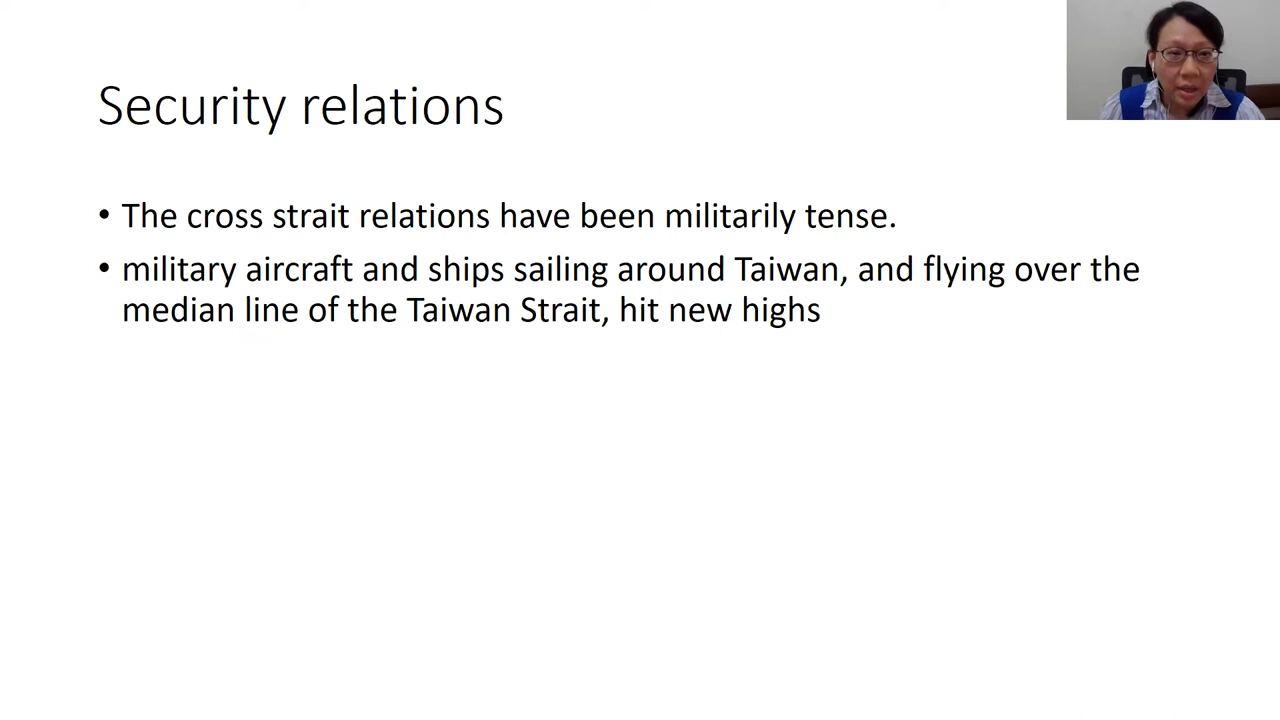 Security relations
• The cross strait relations have been militarily tense.
• military aircraft and ships sailing around Taiwan, and flying over the
median line of the Taiwan Strait, hit new highs